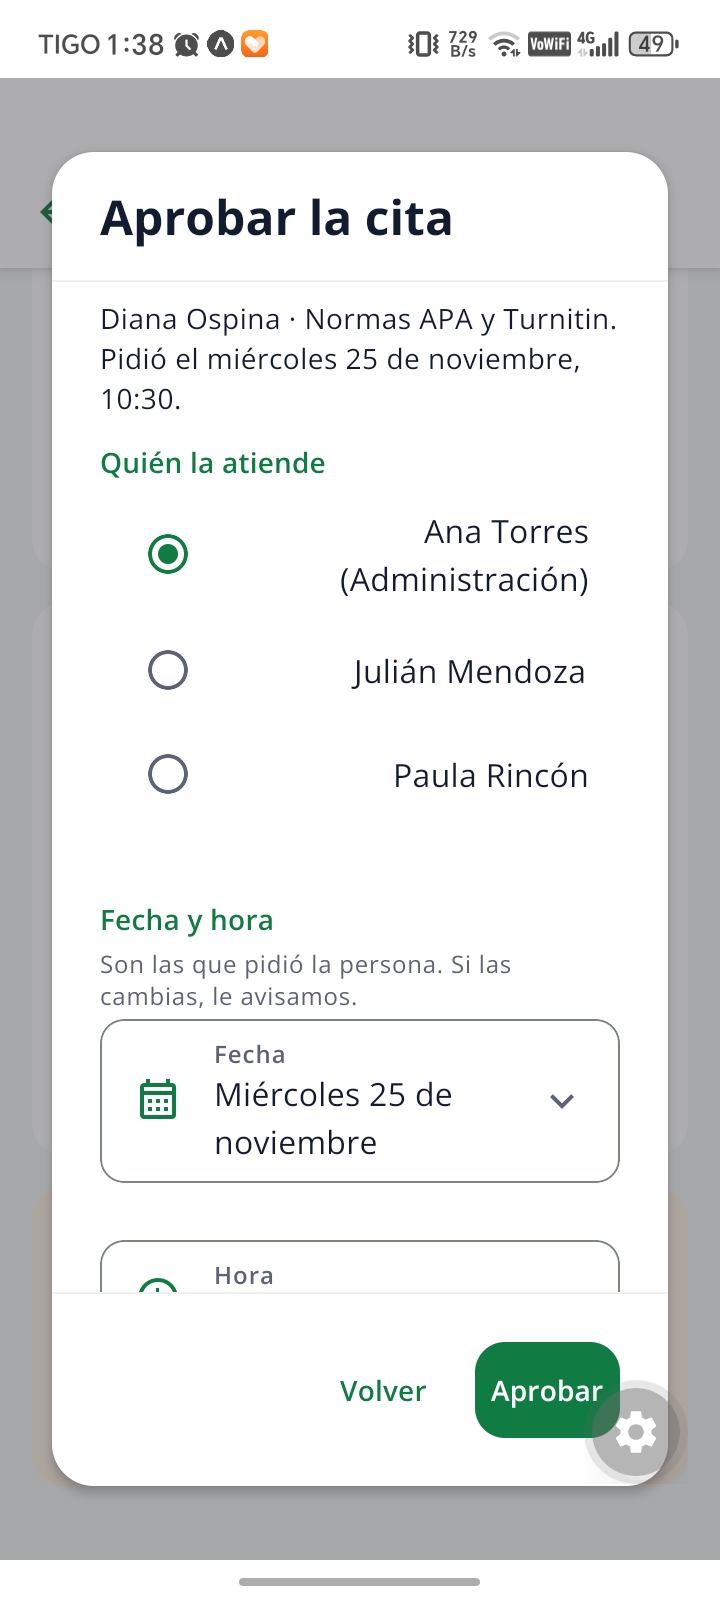 TIGO 1:38 729 B/s VoWiFi 4G 49
Aprobar la cita
Diana Ospina · Normas APA y Turnitin.
Pidió el miércoles 25 de noviembre,
10:30.
Quién la atiende
Ana Torres
(Administración)
Julián Mendoza
Paula Rincón
Fecha y hora
Son las que pidió la persona. Si las
cambias, le avisamos.
Fecha
Miércoles 25 de
noviembre
Hora
Volver
Aprobar